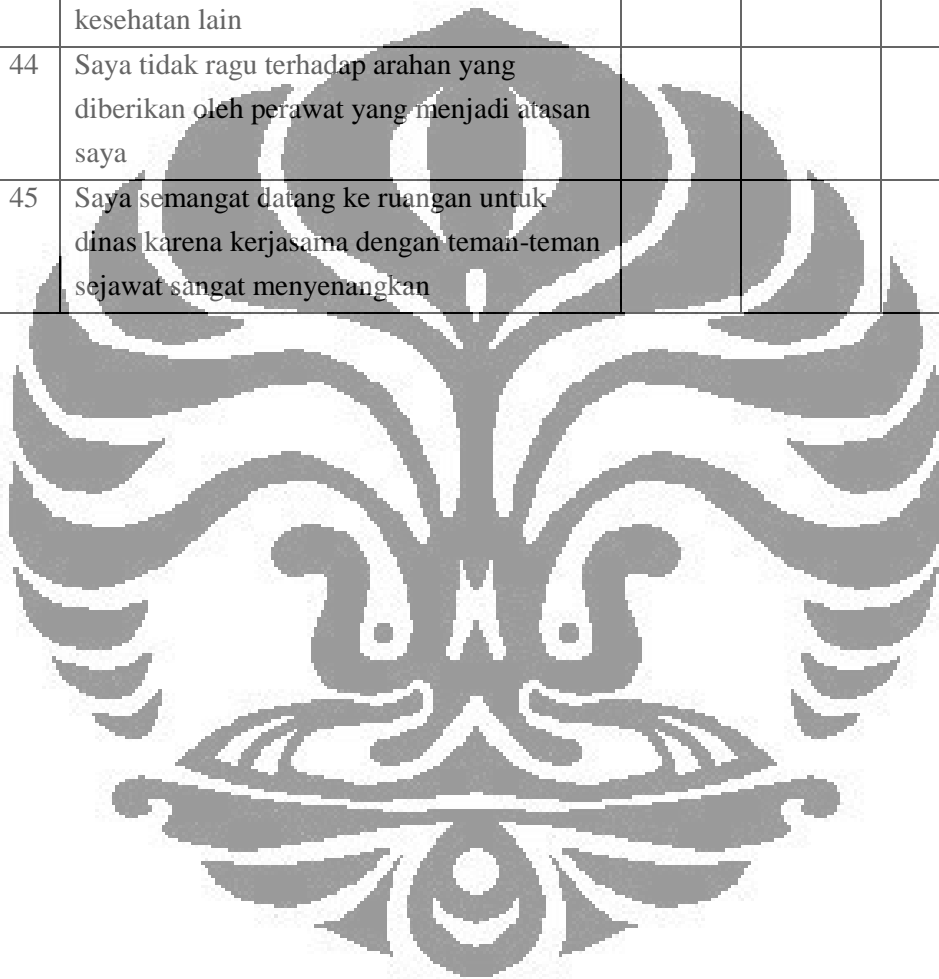 kesehatan lain
44 Saya tidak ragu terhadap arahan yang
diberikan oleh perawat yang menjadi atasan
saya
45 Saya semangat datang ke ruangan untuk
dinas karena kerjasama dengan teman-teman
sejawat sangat menyenangkan